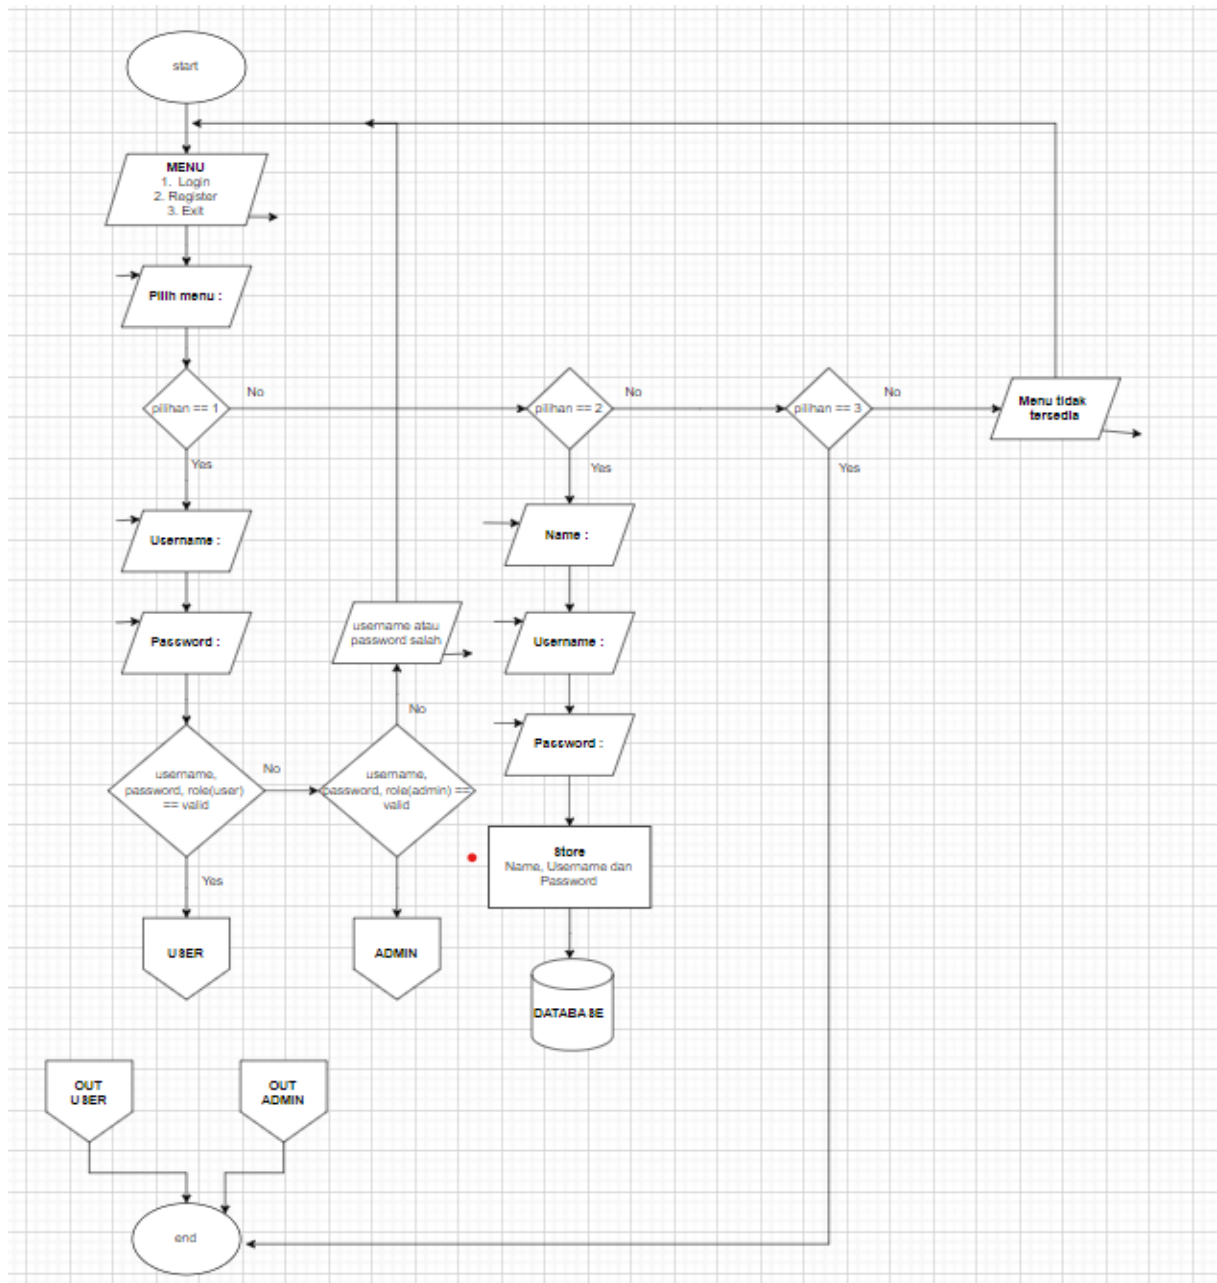 start
MENU
1. Login
2. Register
3. Exit
Pilih menu :
pilihan == 1
No
pilihan == 2
No
pilihan == 3
No
Menu tidak
tersedia
Yes
Yes
Yes
Username :
Name :
username atau
password salah
Password :
Username :
No
Password :
username,
password, role(user)
== valid
No
username,
password, role(admin) ==
valid
Store
Name, Username dan
Password
Yes
USER
ADMIN
DATABASE
OUT
USER
OUT
ADMIN
end